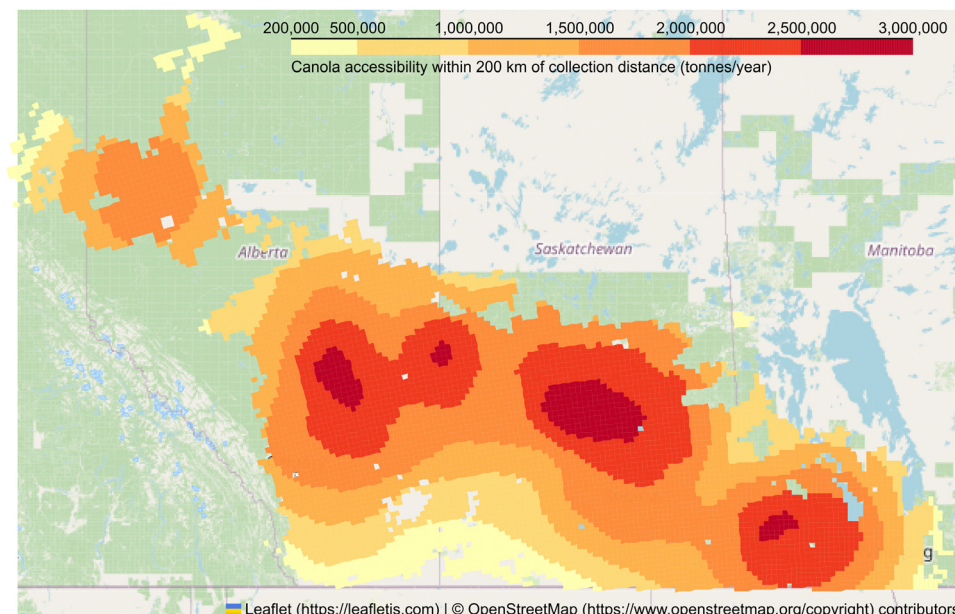 200,000 500,000 1,000,000 1,500,000 2,000,000 2,500,000 3,000,000
Canola accessibility within 200 km of collection distance (tonnes/year)
Alberta
Saskatchewan
Manitoba
g
Leaflet (https://leafletjs.com) | © OpenStreetMap (https://www.openstreetmap.org/copyright) contributors